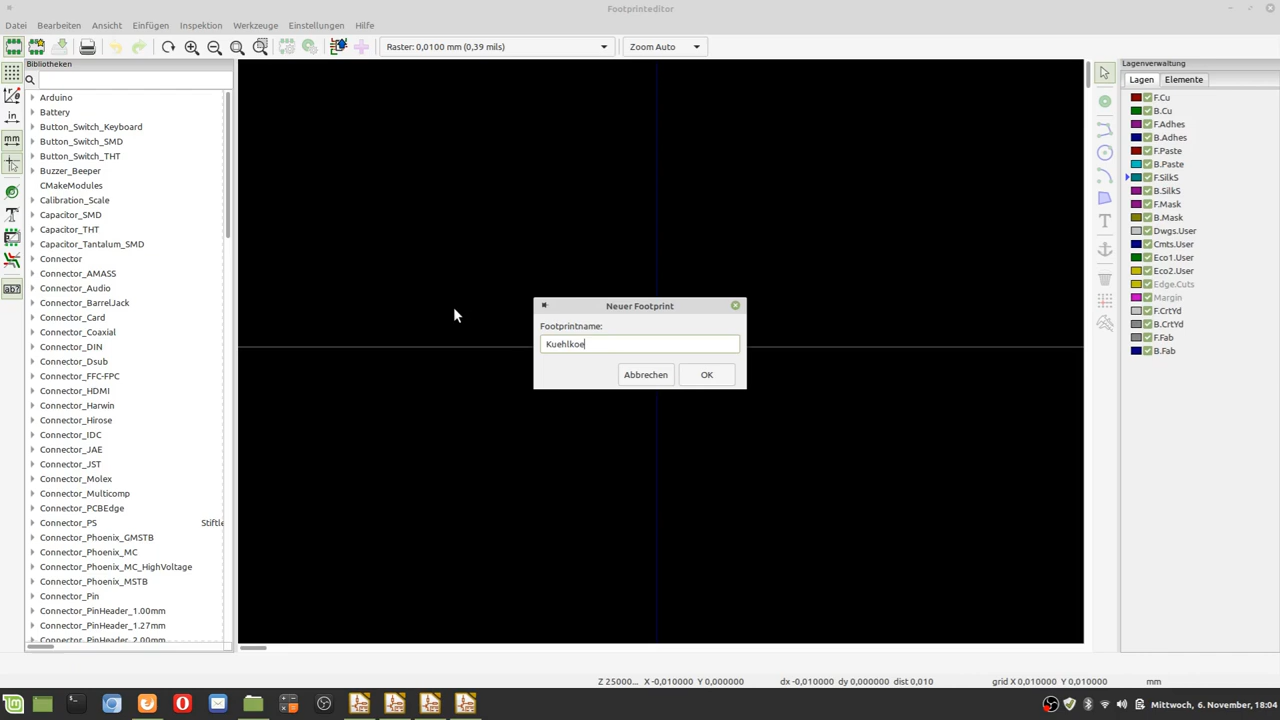 Footprinteditor
Datei Bearbeiten Ansicht Einfügen Inspektion Werkzeuge Einstellungen Hilfe
Raster: 0,0100 mm (0,39 mils)
Zoom Auto
Bibliotheken
Arduino
Battery
Button_Switch_Keyboard
Button_Switch_SMD
Button_Switch_THT
Buzzer_Beeper
CMakeModules
Calibration_Scale
Capacitor_SMD
Capacitor_THT
Capacitor_Tantalum_SMD
Connector
Connector_AMASS
Connector_Audio
Connector_BarrelJack
Connector_Card
Connector_Coaxial
Connector_DIN
Connector_Dsub
Connector_FFC-FPC
Connector_HDMI
Connector_Harwin
Connector_Hirose
Connector_IDC
Connector_JAE
Connector_JST
Connector_Molex
Connector_Multicomp
Connector_PCBEdge
Connector_PS Stiftle
Connector_Phoenix_GMSTB
Connector_Phoenix_MC
Connector_Phoenix_MC_HighVoltage
Connector_Phoenix_MSTB
Connector_Pin
Connector_PinHeader_1.00mm
Connector_PinHeader_1.27mm
Connector_PinHeader_2.00mm
in
mm
ab?
Neuer Footprint
Footprintname:
Kuehlkoe
Abbrechen OK
T
Lagenverwaltung
Lagen Elemente
F.Cu
B.Cu
F.Adhes
B.Adhes
F.Paste
B.Paste
F.SilkS
B.SilkS
F.Mask
B.Mask
Dwgs.User
Cmts.User
Eco1.User
Eco2.User
Edge.Cuts
Margin
F.CrtYd
B.CrtYd
F.Fab
B.Fab
Z 25000... X -0,010000 Y 0,000000 dx -0,010000 dy 0,000000 dist 0,010 grid X 0,010000 Y 0,010000 mm
Mittwoch, 6. November, 18:04